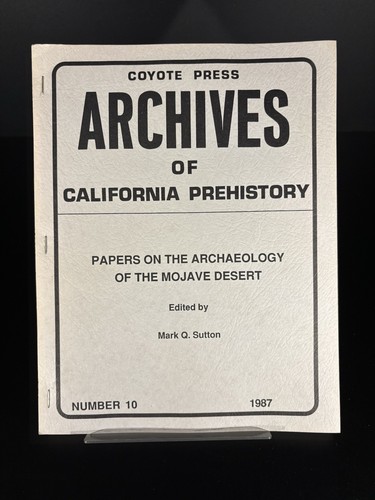 COYOTE PRESS
ARCHIVES
OF
CALIFORNIA PREHISTORY
PAPERS ON THE ARCHAEOLOGY
OF THE MOJAVE DESERT
Edited by
Mark Q. Sutton
NUMBER 10 1987